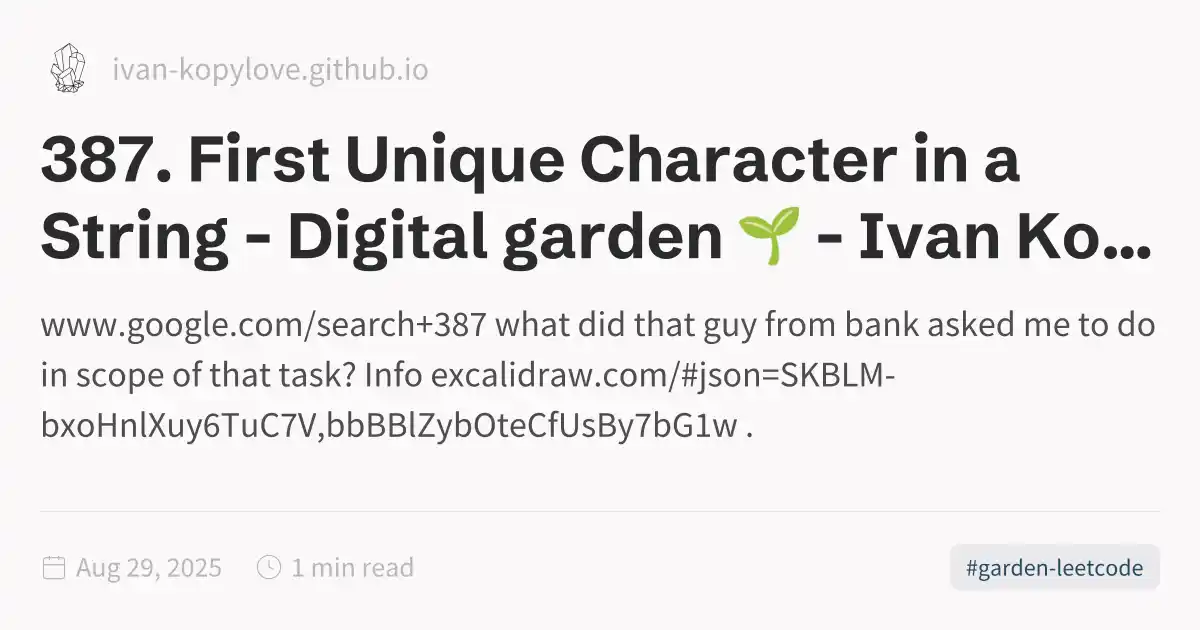 ivan-kopylove.github.io
387. First Unique Character in a
String - Digital garden 🌱 - Ivan Ko...
www.google.com/search+387 what did that guy from bank asked me to do
in scope of that task? Info excalidraw.com/#json=SKBLM-
bxoHnlXuy6TuC7V,bbBBlZybOteCfUsBy7bG1w .
Aug 29, 2025 1 min read
#garden-leetcode